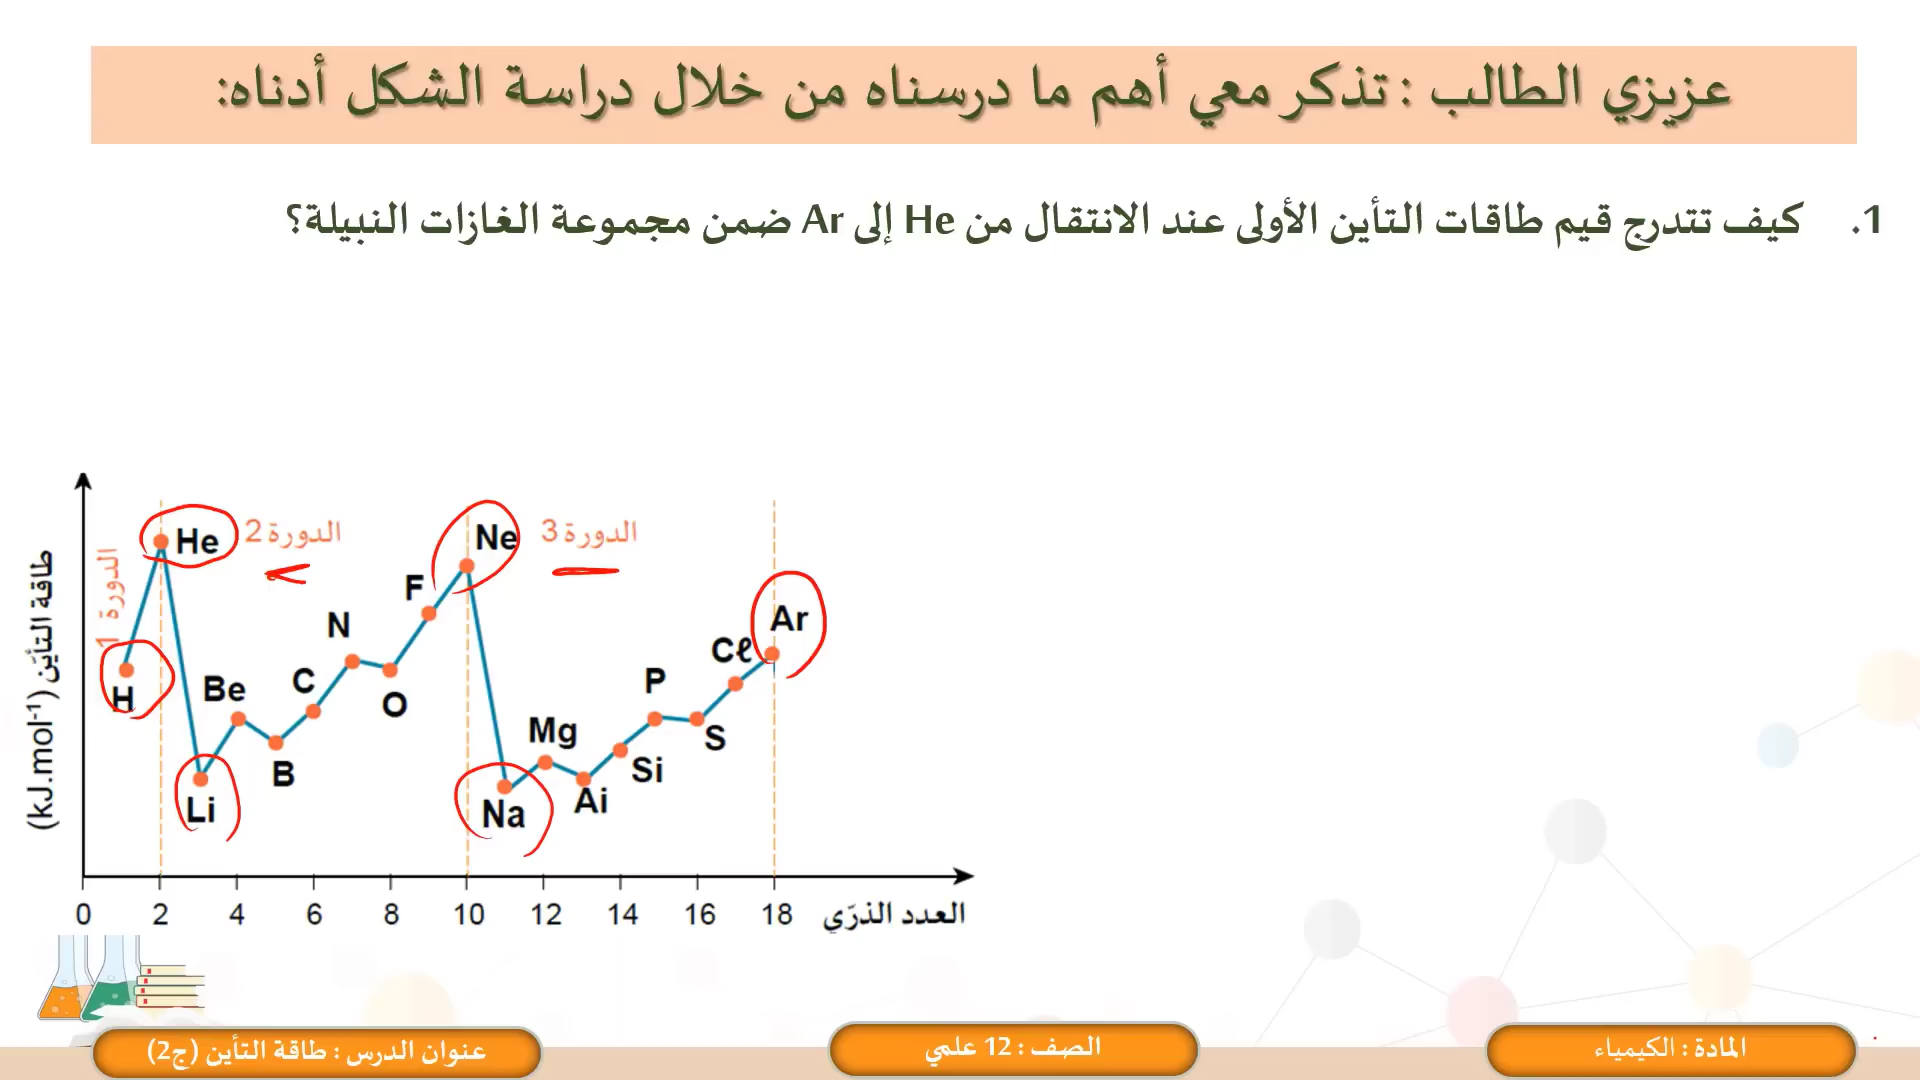 عزيزي الطالب : تذكر معي أهم ما درسناه من خلال دراسة الشكل أدناه:
1. كيف تتدرج قيم طاقات التأين الأولى عند الانتقال من He إلى Ar ضمن مجموعة الغازات النبيلة؟
طاقة التأيَن (kJ.mol⁻¹)
الدورة 1
الدورة 2
الدورة 3
H
He
Li
Be
B
C
N
O
F
Ne
Na
Mg
Ai
Si
P
S
Cℓ
Ar
0 2 4 6 8 10 12 14 16 18
العدد الذرّي
المادة : الكيمياء
الصف : 12 علمي
عنوان الدرس : طاقة التأين (ج2)